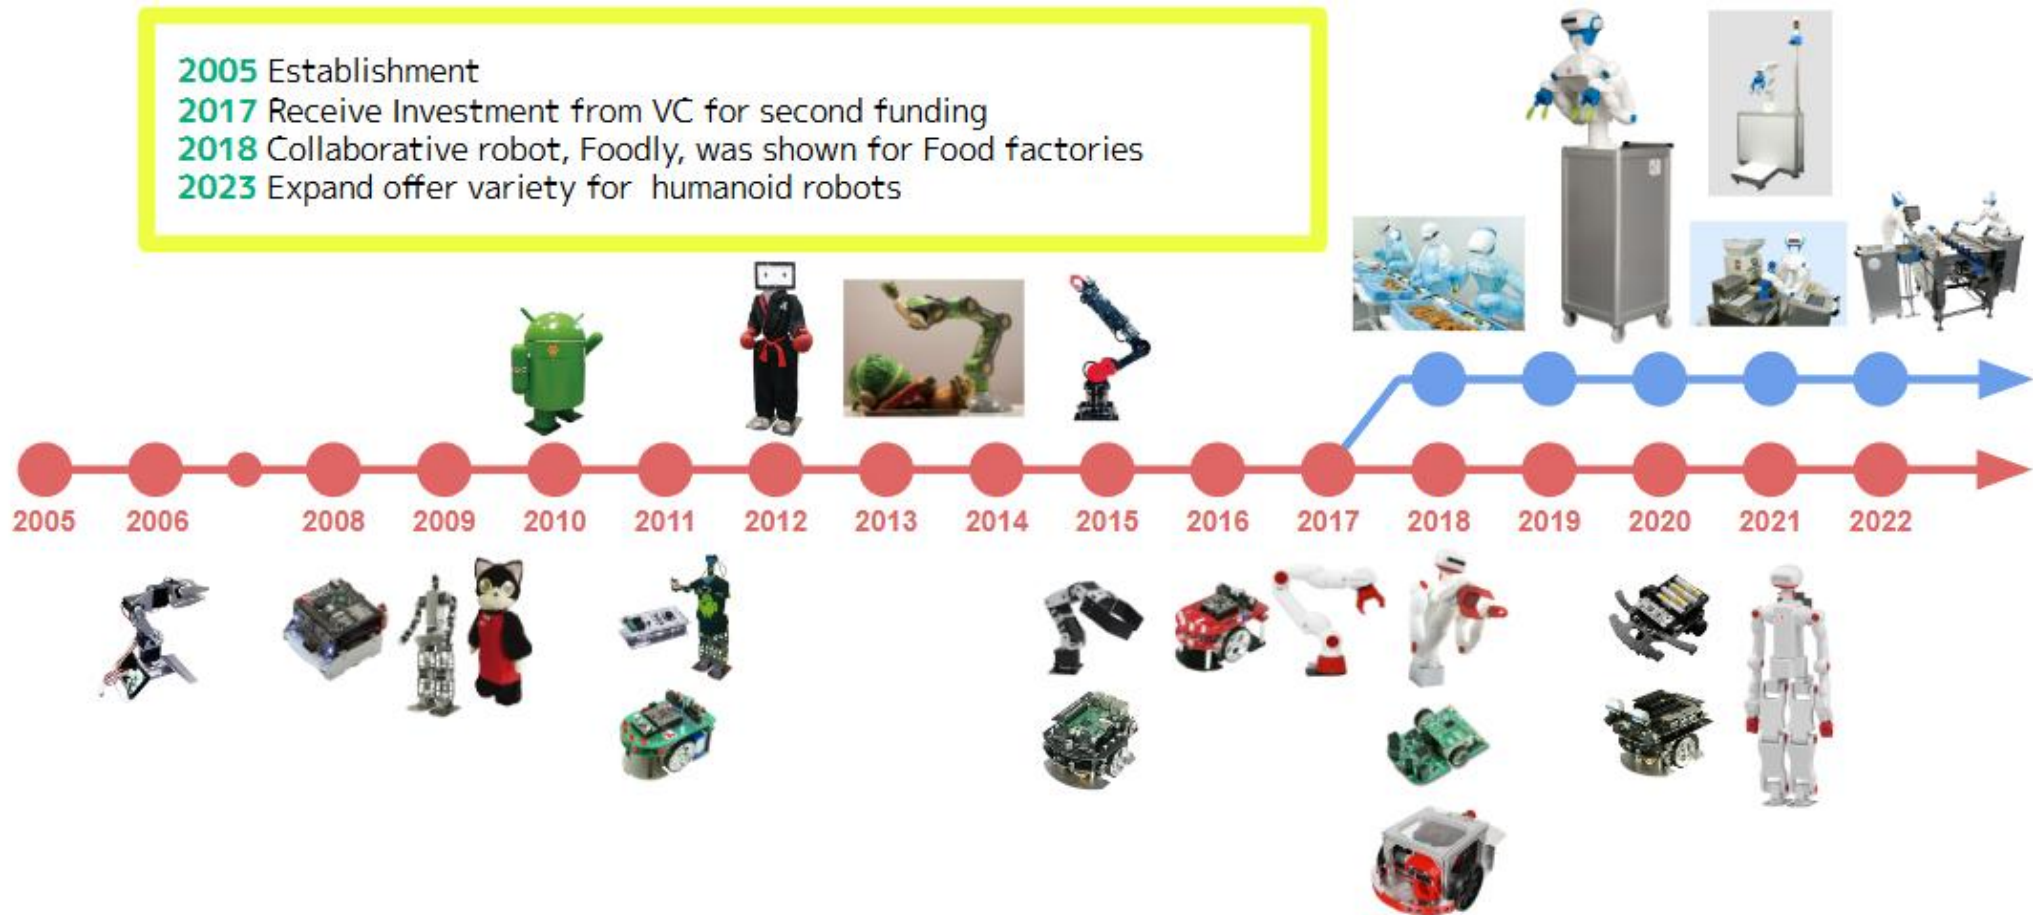 2005 Establishment
2017 Receive Investment from VC for second funding
2018 Collaborative robot, Foodly, was shown for Food factories
2023 Expand offer variety for humanoid robots
2005 2006 2008 2009 2010 2011 2012 2013 2014 2015 2016 2017 2018 2019 2020 2021 2022